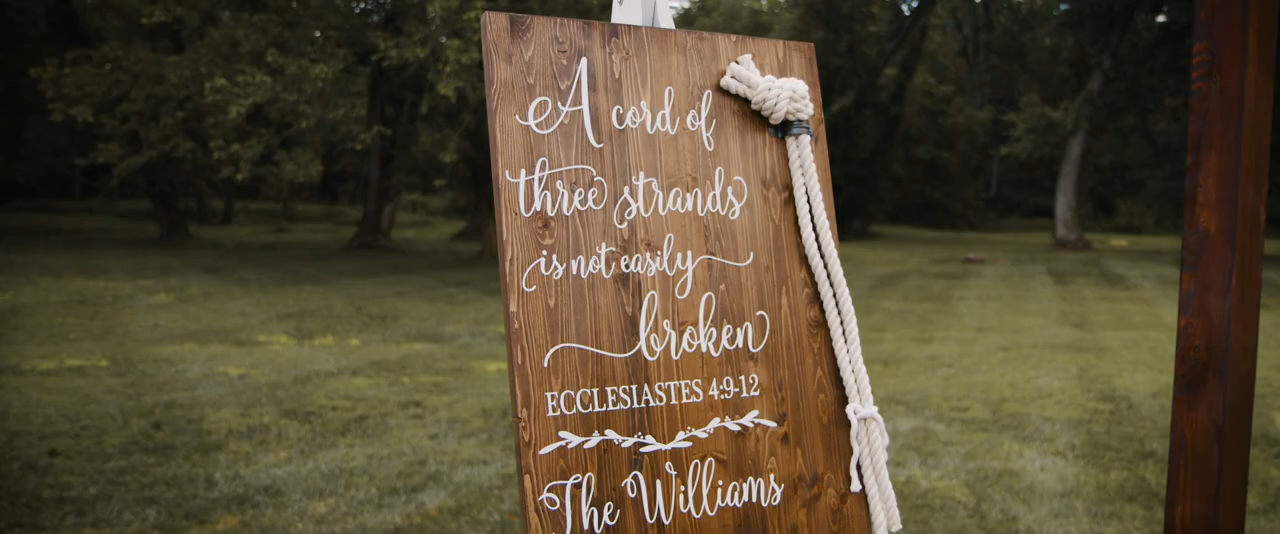 A cord of
three strands
is not easily
broken
ECCLESIASTES 4:9-12
The Williams